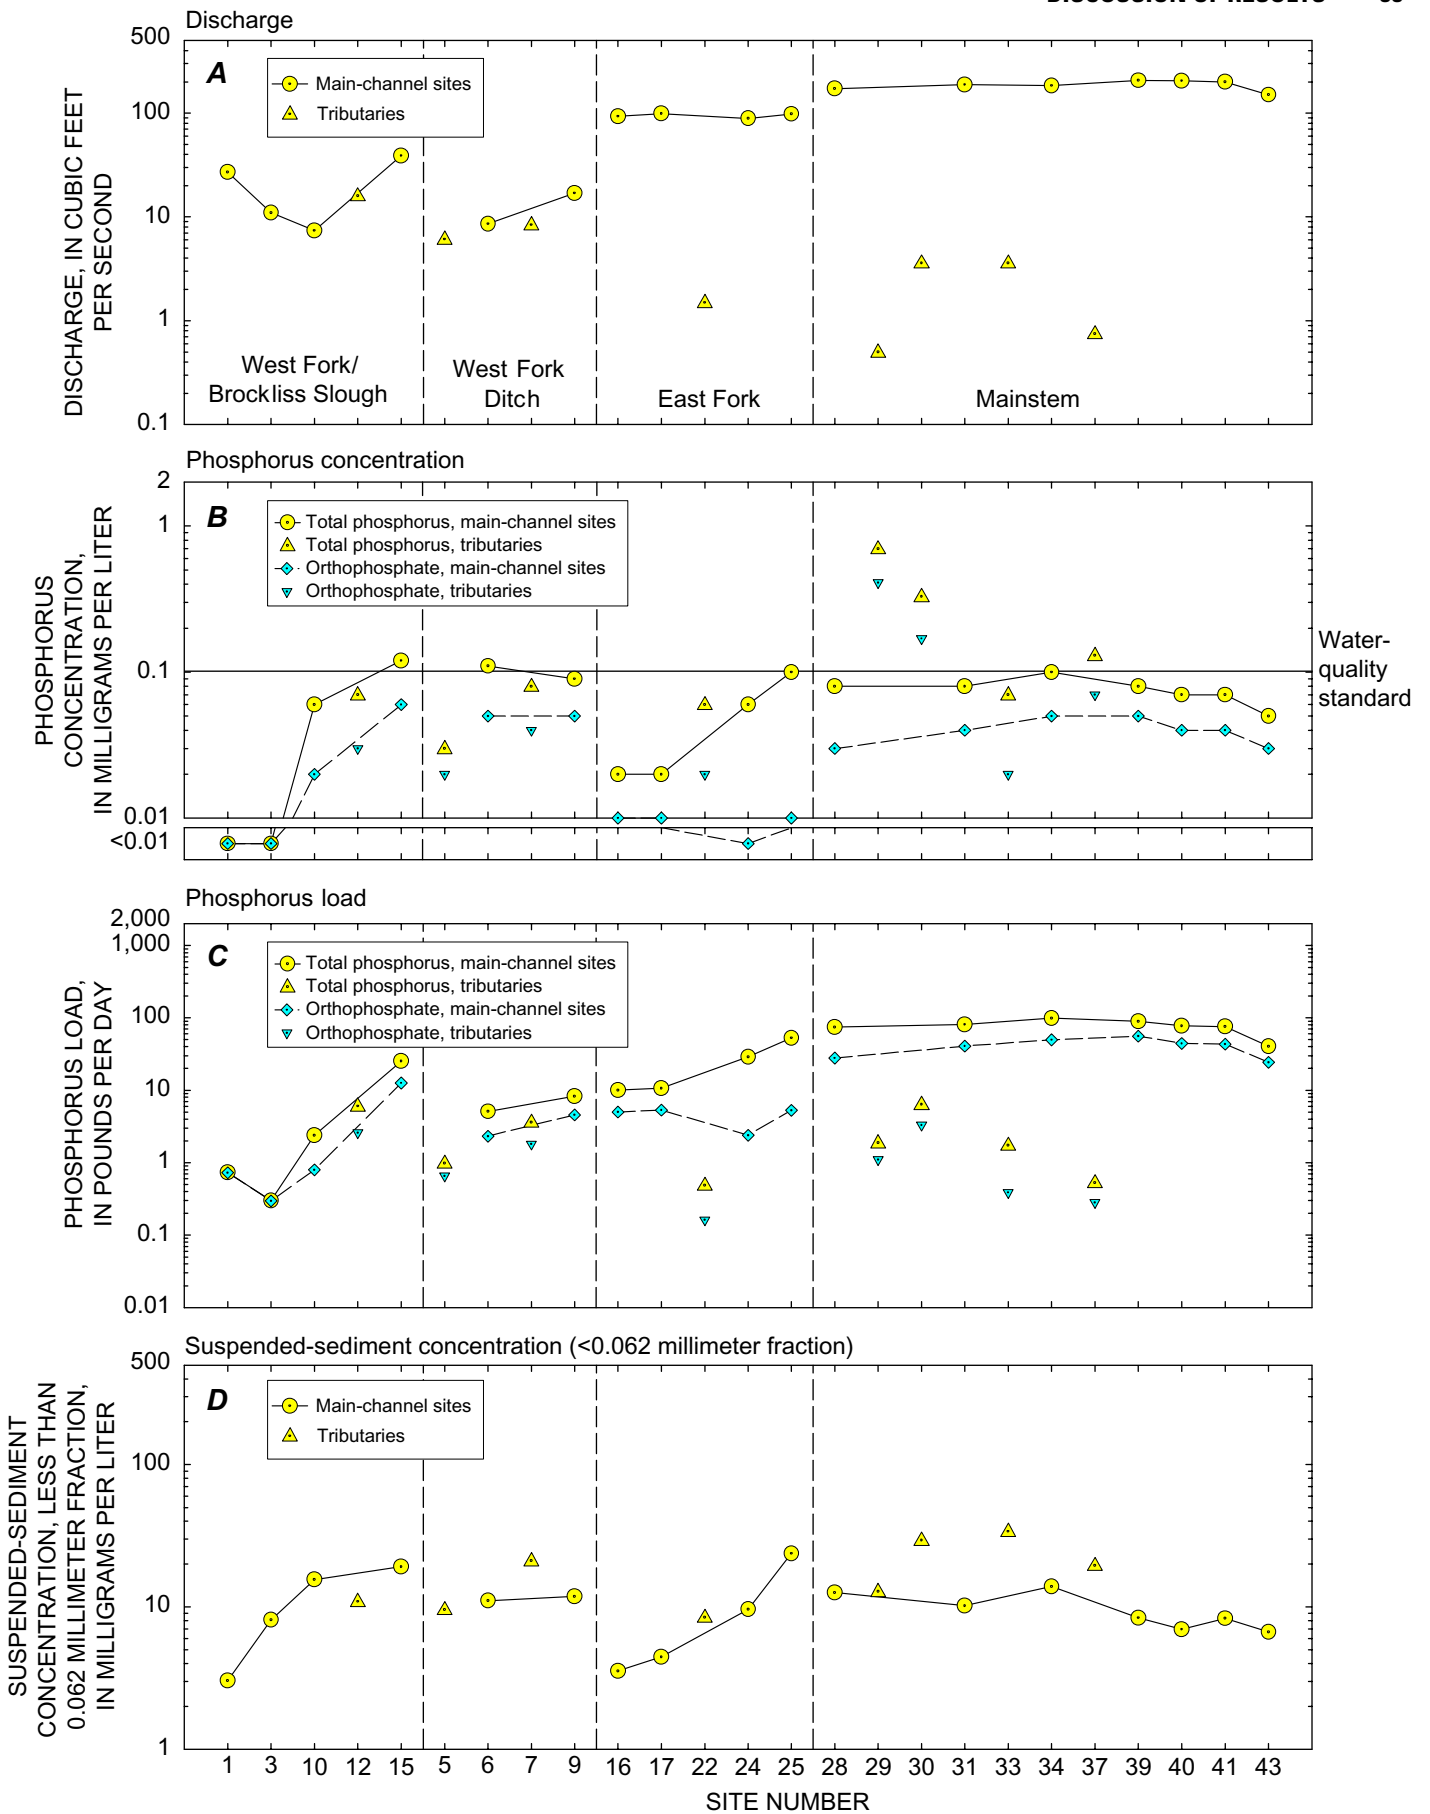 Discharge
DISCHARGE, IN CUBIC FEET
PER SECOND
500
100
10
1
0.1
A
Main-channel sites
Tributaries
West Fork/
Brockliss Slough
West Fork
Ditch
East Fork
Mainstem
Phosphorus concentration
PHOSPHORUS
CONCENTRATION,
IN MILLIGRAMS PER LITER
2
1
0.1
0.01
<0.01
B
Total phosphorus, main-channel sites
Total phosphorus, tributaries
Orthophosphate, main-channel sites
Orthophosphate, tributaries
Water-
quality
standard
Phosphorus load
PHOSPHORUS LOAD,
IN POUNDS PER DAY
2,000
1,000
100
10
1
0.1
0.01
C
Total phosphorus, main-channel sites
Total phosphorus, tributaries
Orthophosphate, main-channel sites
Orthophosphate, tributaries
Suspended-sediment concentration (<0.062 millimeter fraction)
SUSPENDED-SEDIMENT
CONCENTRATION, LESS THAN
0.062 MILLIMETER FRACTION,
IN MILLIGRAMS PER LITER
500
100
10
1
D
Main-channel sites
Tributaries
1 3 10 12 15 5 6 7 9 16 17 22 24 25 28 29 30 31 33 34 37 39 40 41 43
SITE NUMBER